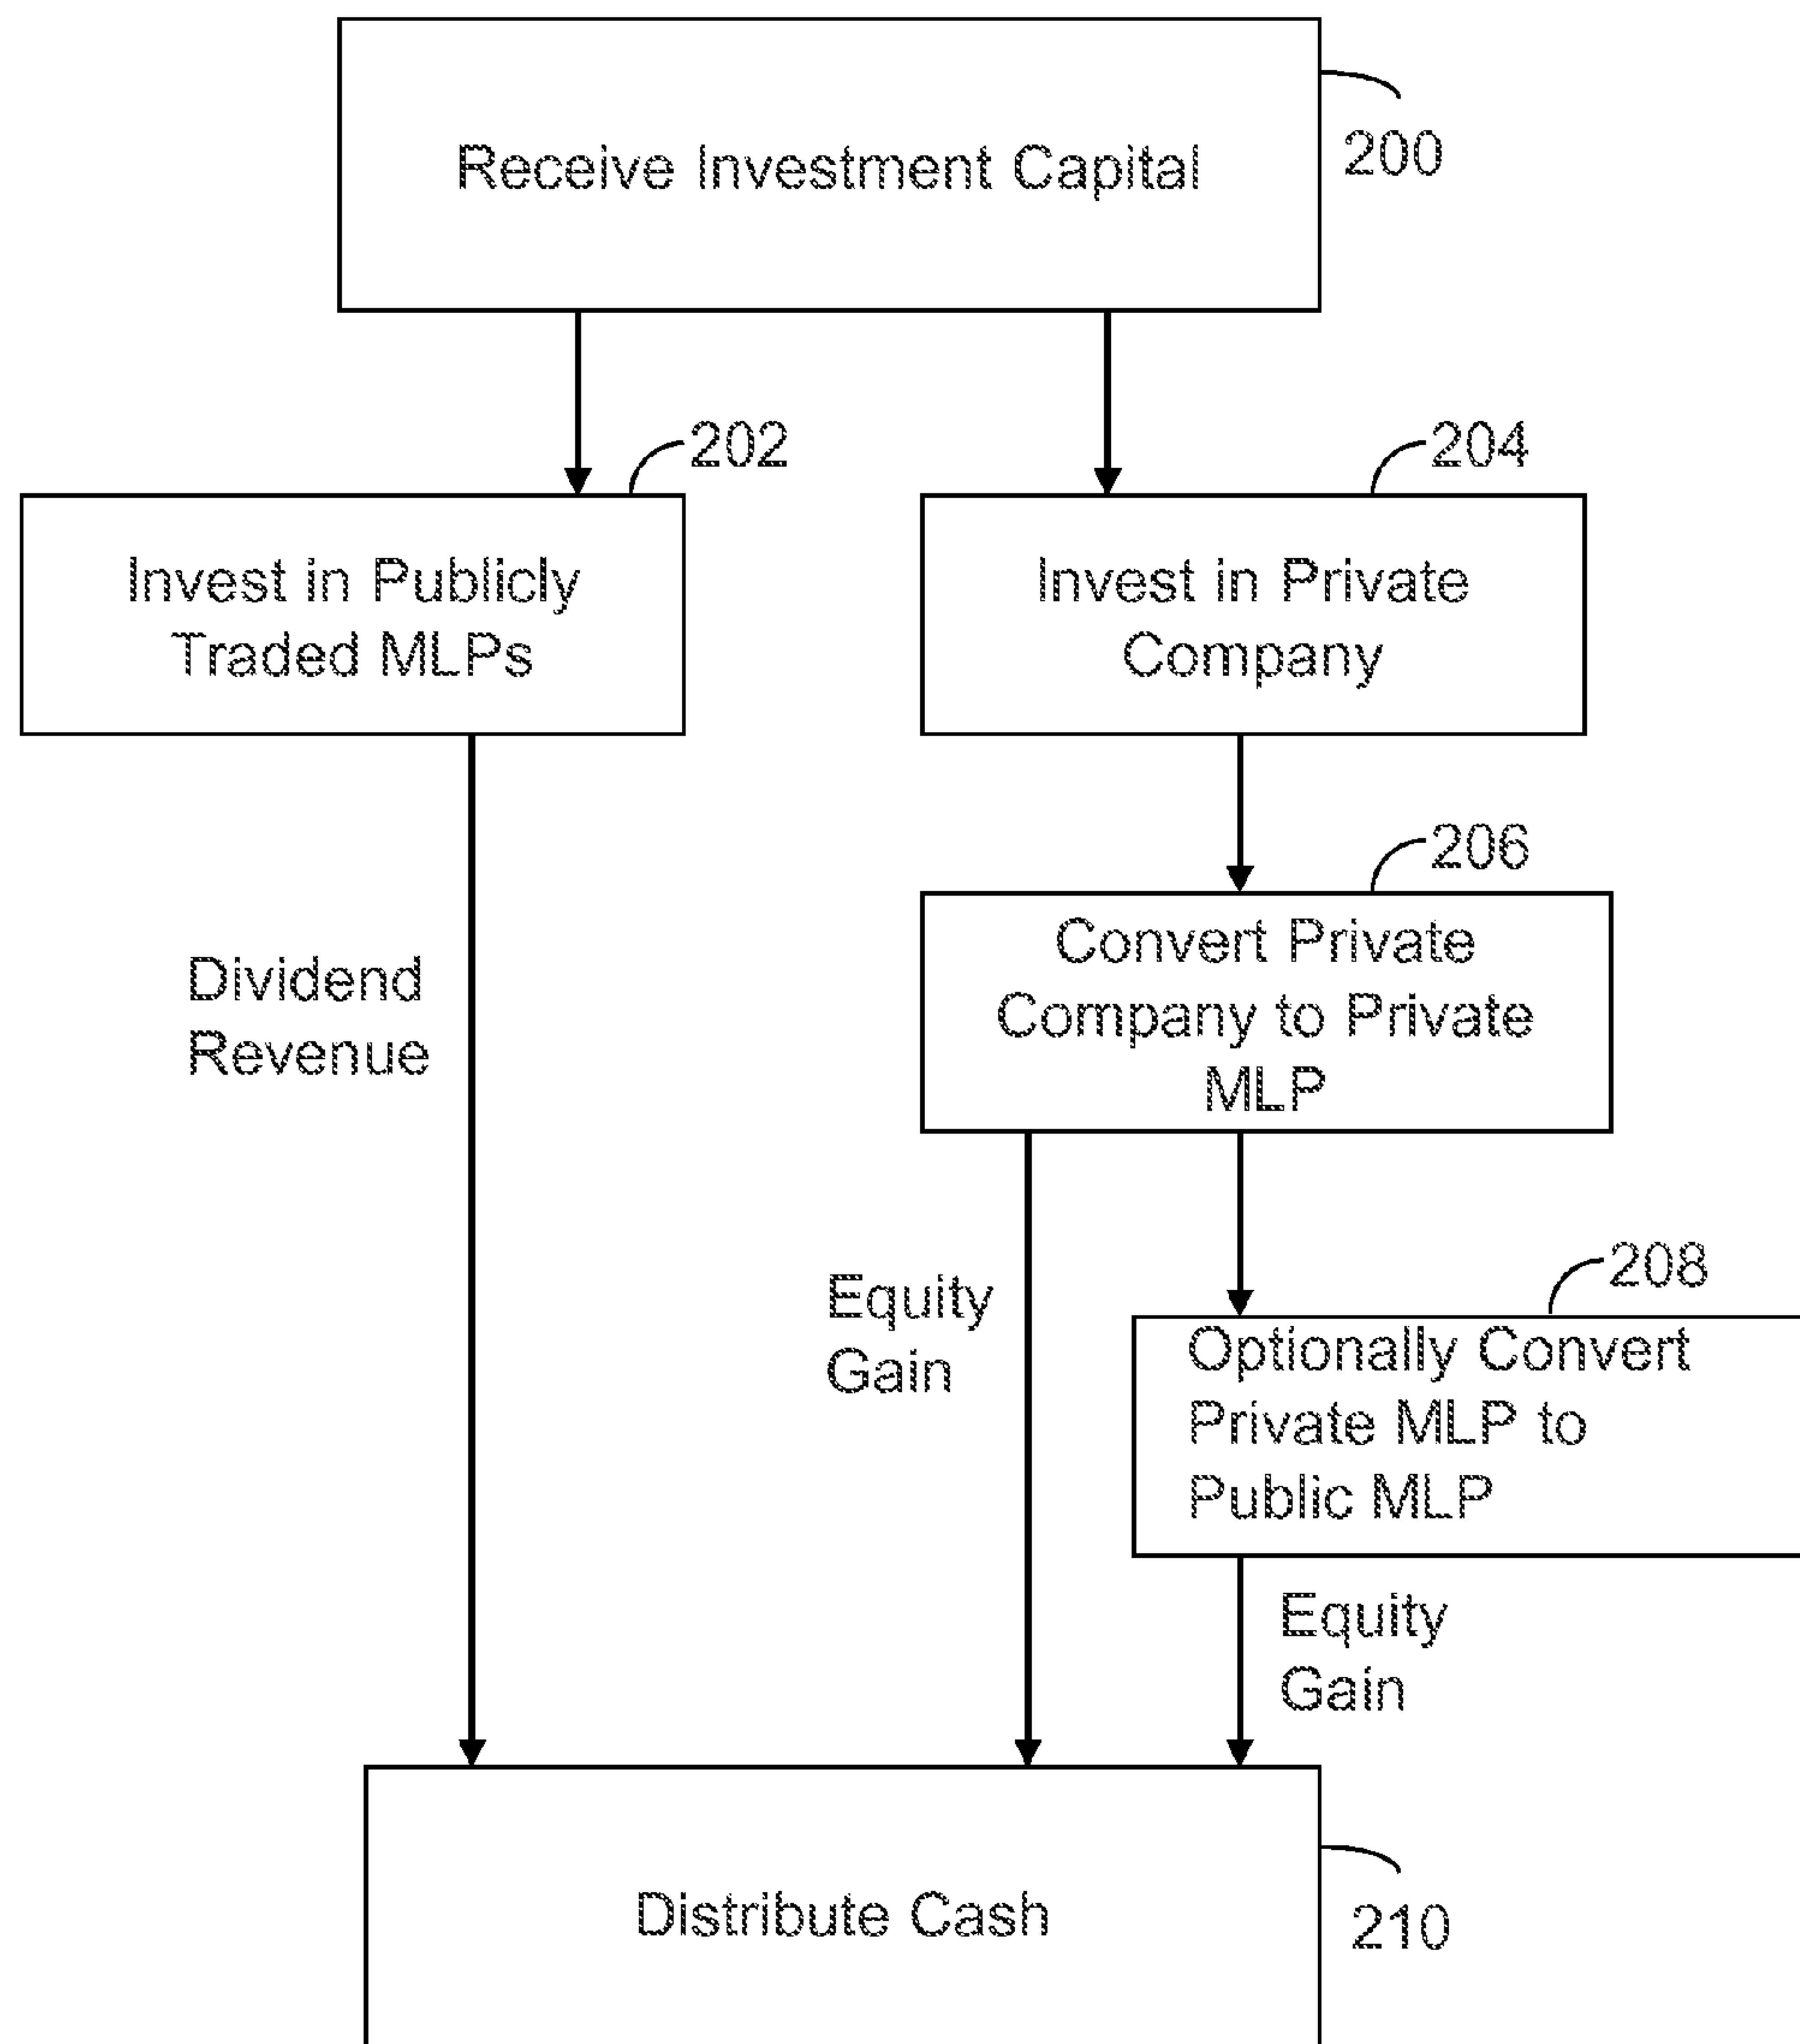 Receive Investment Capital
200
202
204
Invest in Publicly
Traded MLPs
Invest in Private
Company
206
Convert Private
Company to Private
MLP
Dividend
Revenue
208
Equity
Gain
Optionally Convert
Private MLP to
Public MLP
Equity
Gain
Distribute Cash
210